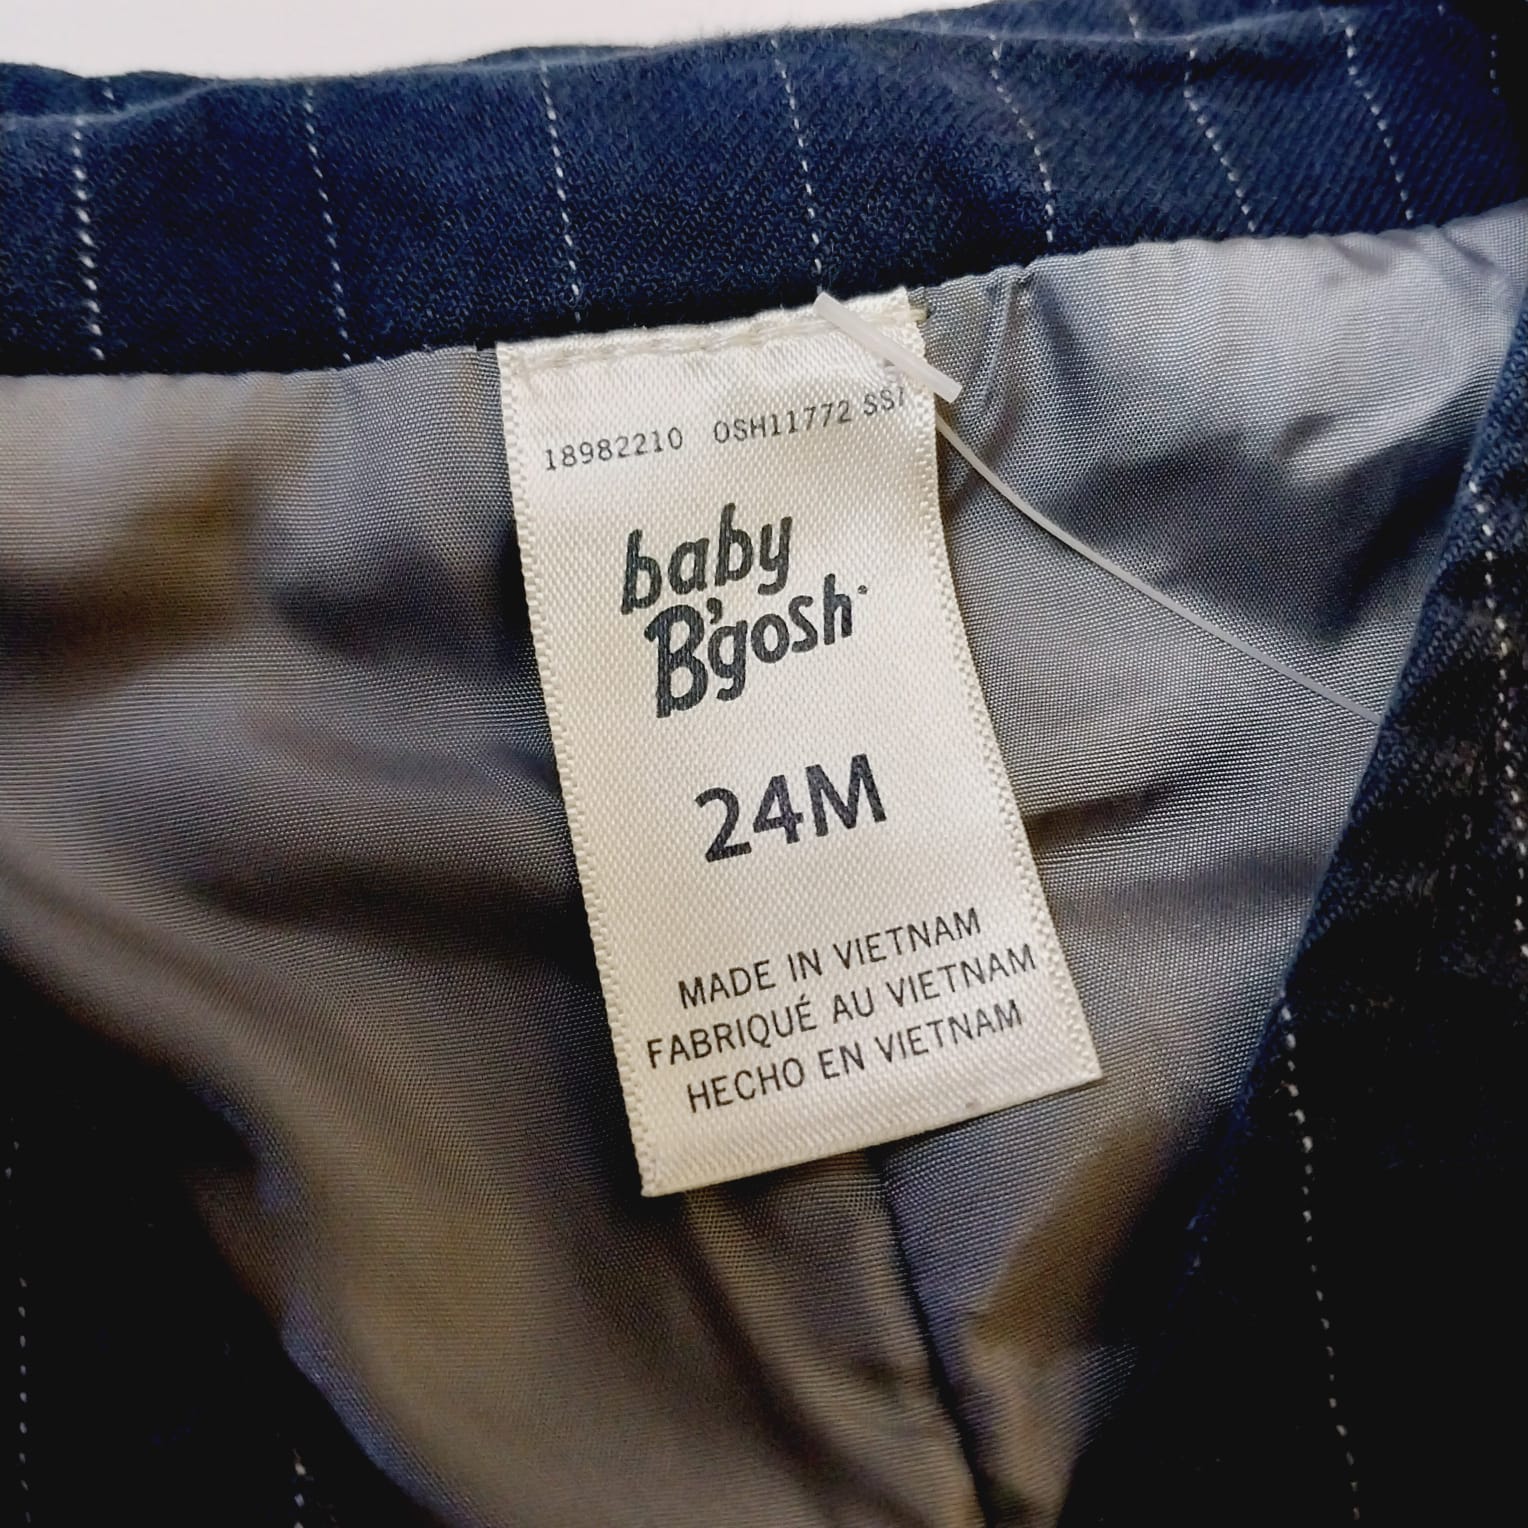 18982210 OSH11772
baby
B'gosh
24M
MADE IN VIETNAM
FABRIQUÉ AU VIETNAM
HECHO EN VIETNAM